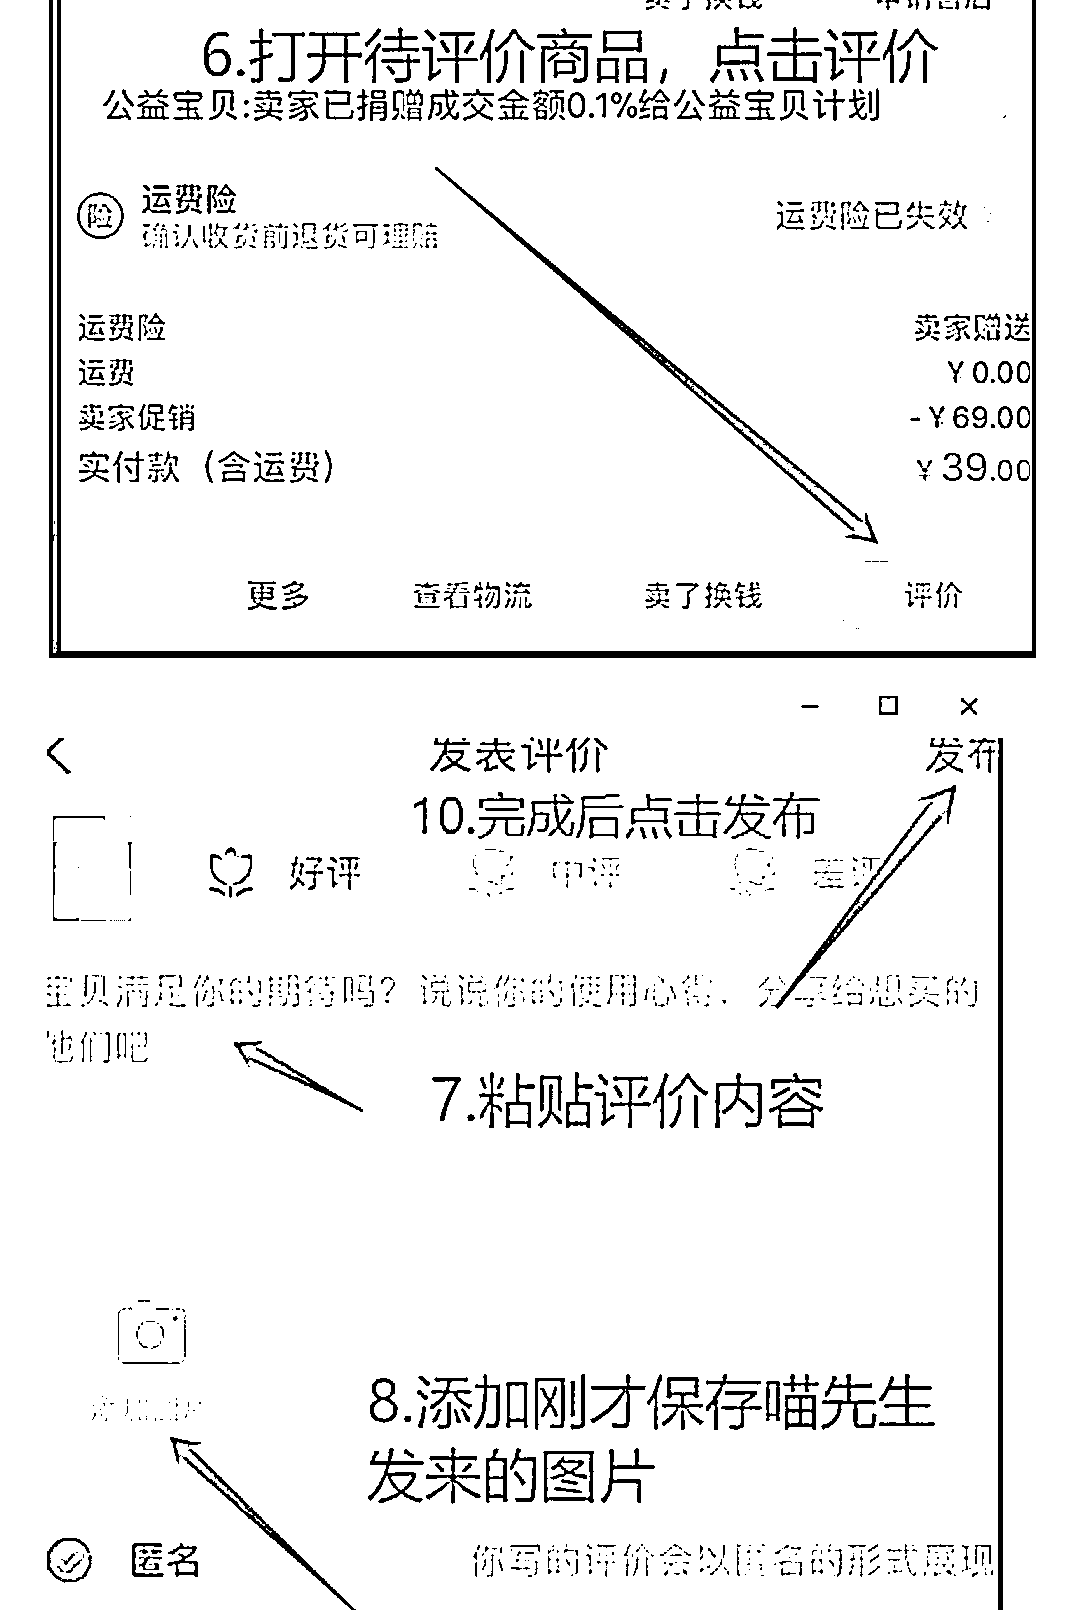 卖了换钱 申请售后
6.打开待评价商品，点击评价
公益宝贝:卖家已捐赠成交金额0.1%给公益宝贝计划
险 运费险 运费险已失效
确认收货前退货可理赔
运费险 卖家赠送
运费 ¥ 0.00
卖家促销 - ¥ 69.00
实付款（含运费） ¥ 39.00
更多 查看物流 卖了换钱 评价
发表评价 发布
10.完成后点击发布
好评 中评 差评
宝贝满足你的期待吗？说说你的使用心得，分享给想买的
他们吧
7.粘贴评价内容
8.添加刚才保存喵先生
发来的图片
匿名 你写的评价会以匿名的形式展现